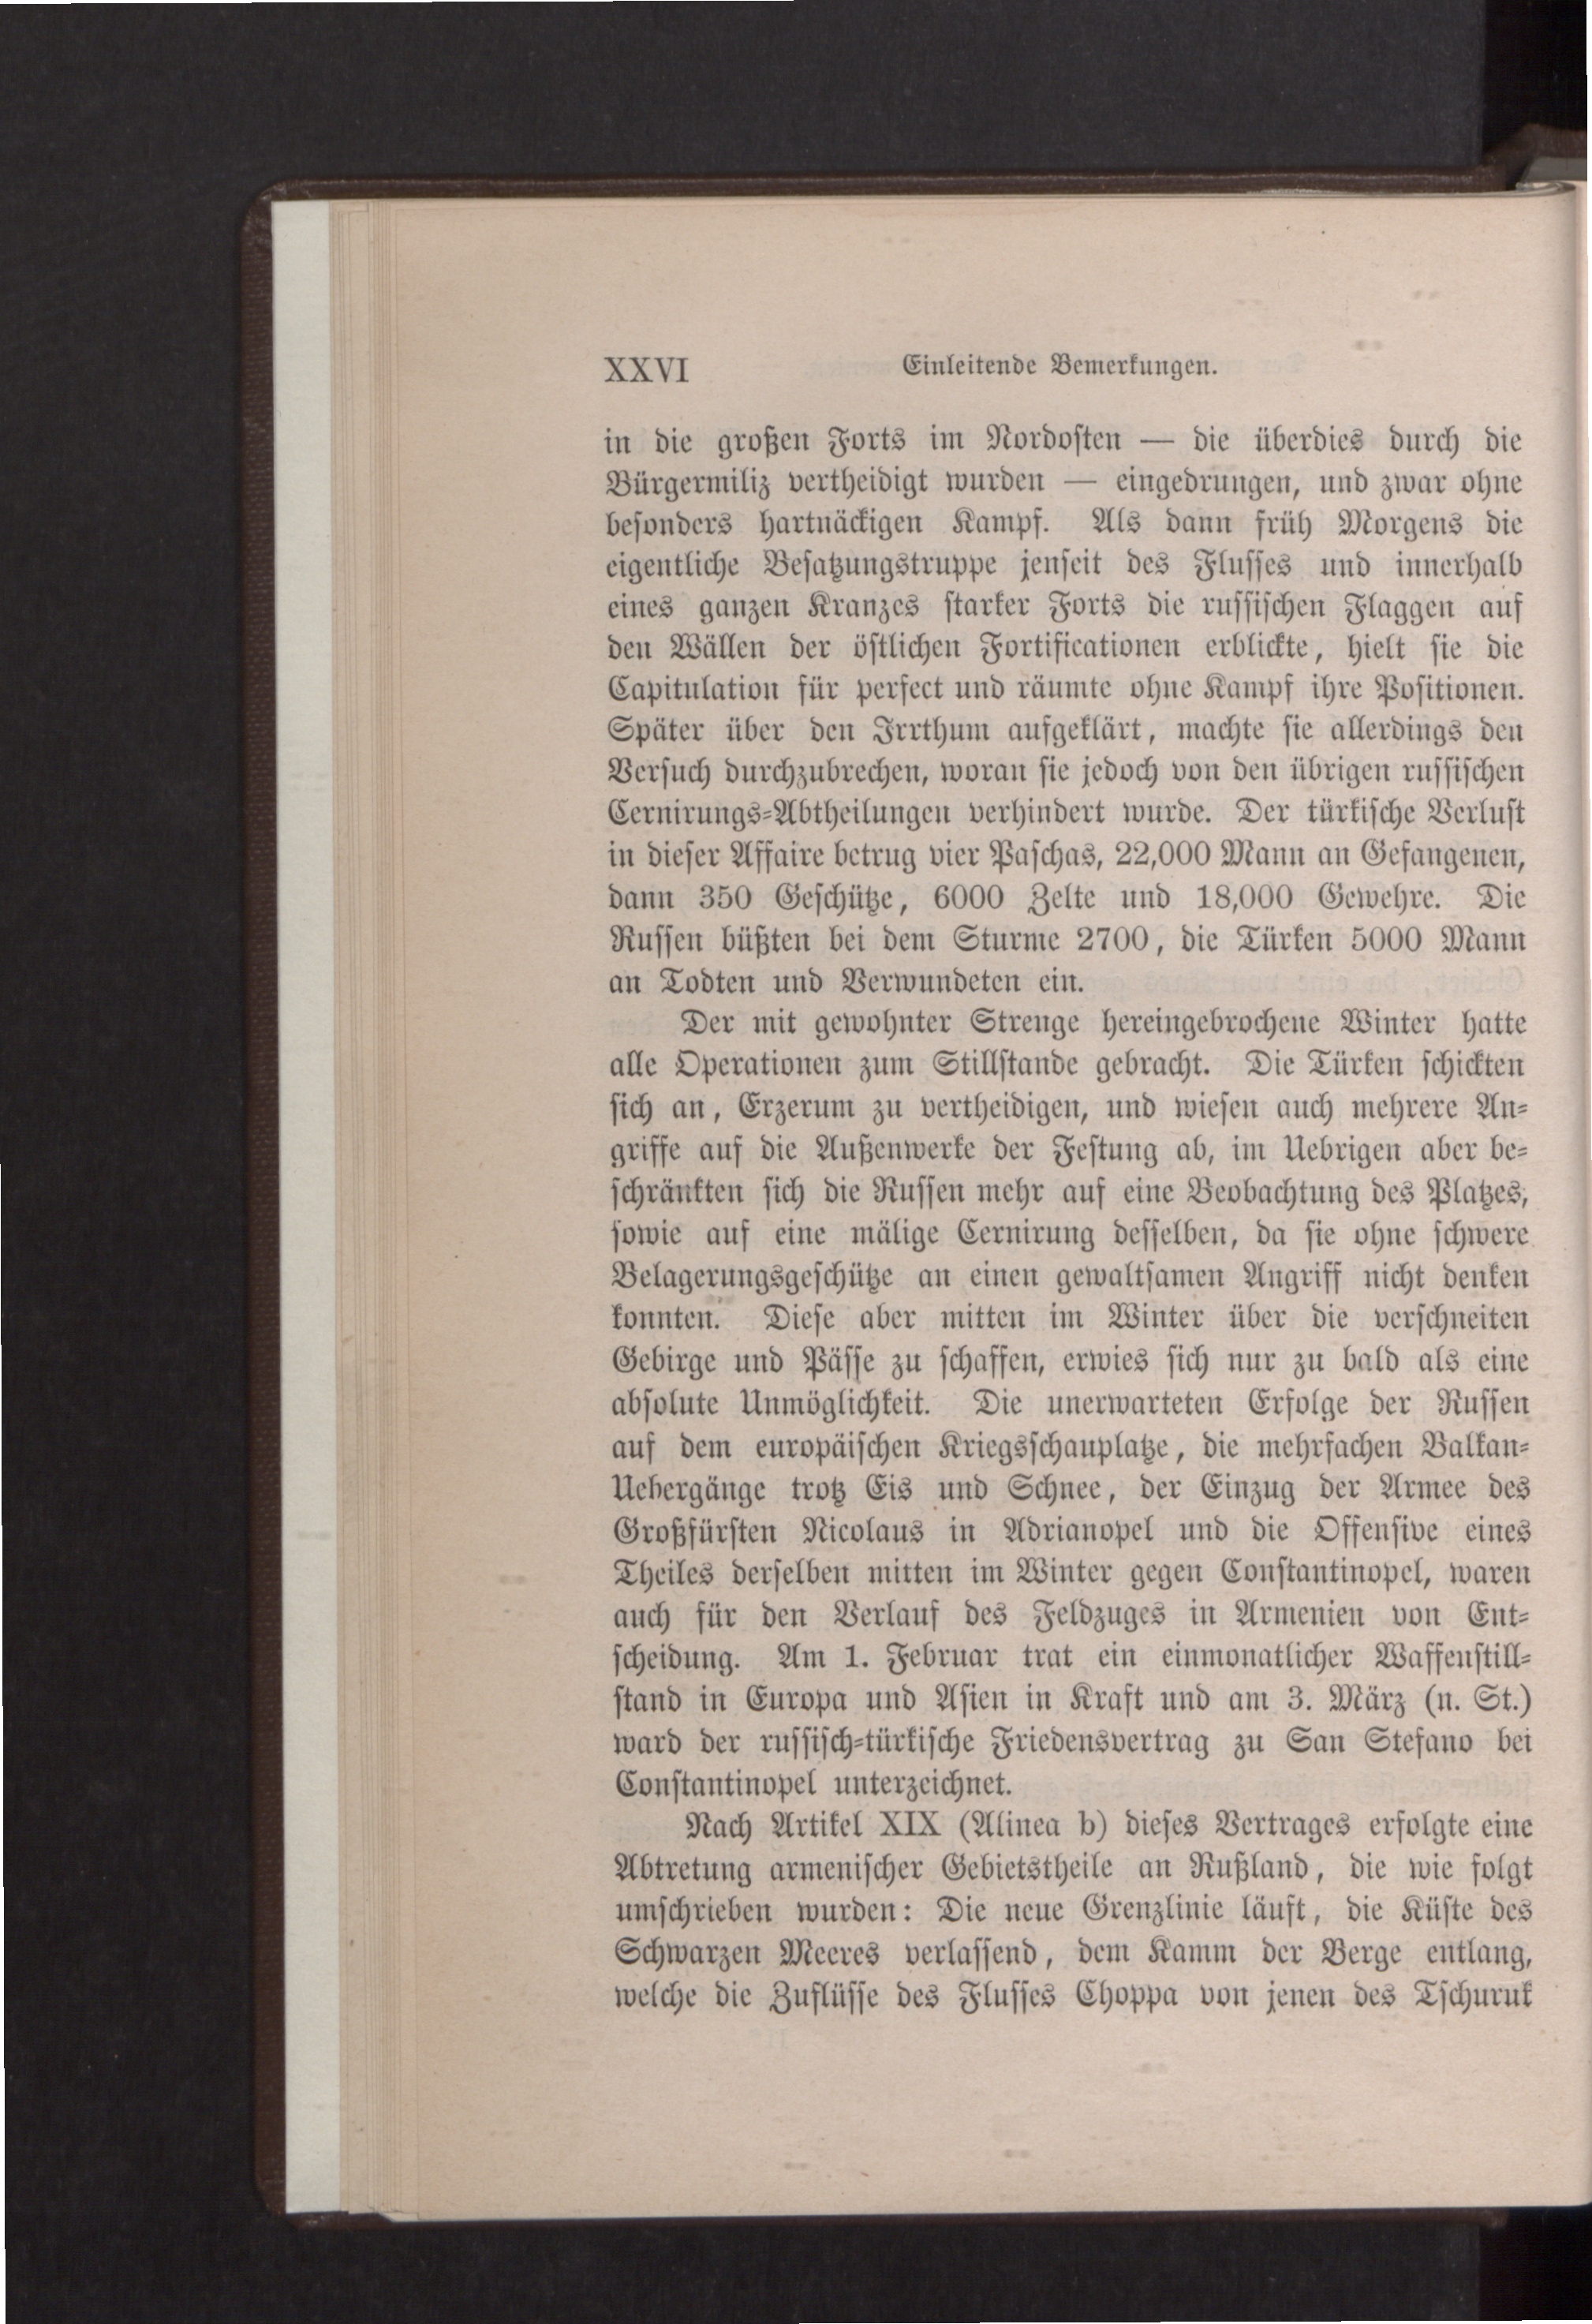 XXVI Einleitende Bemerkungen.
in die großen Forts im Nordosten — die überdies durch die
Bürgermiliz vertheidigt wurden — eingedrungen, und zwar ohne
besonders hartnäckigen Kampf. Als dann früh Morgens die
eigentliche Besatzungstruppe jenseit des Flusses und innerhalb
eines ganzen Kranzes starker Forts die russischen Flaggen auf
den Wällen der östlichen Fortificationen erblickte, hielt sie die
Capitulation für perfect und räumte ohne Kampf ihre Positionen.
Später über den Irrthum aufgeklärt, machte sie allerdings den
Versuch durchzubrechen, woran sie jedoch von den übrigen russischen
Cernirungs-Abtheilungen verhindert wurde. Der türkische Verlust
in dieser Affaire betrug vier Paschas, 22,000 Mann an Gefangenen,
dann 350 Geschütze, 6000 Zelte und 18,000 Gewehre. Die
Russen büßten bei dem Sturme 2700, die Türken 5000 Mann
an Todten und Verwundeten ein.
Der mit gewohnter Strenge hereingebrochene Winter hatte
alle Operationen zum Stillstande gebracht. Die Türken schickten
sich an, Erzerum zu vertheidigen, und wiesen auch mehrere An-
griffe auf die Außenwerke der Festung ab, im Uebrigen aber be-
schränkten sich die Russen mehr auf eine Beobachtung des Platzes,
sowie auf eine mälige Cernirung desselben, da sie ohne schwere
Belagerungsgeschütze an einen gewaltsamen Angriff nicht denken
konnten. Diese aber mitten im Winter über die verschneiten
Gebirge und Pässe zu schaffen, erwies sich nur zu bald als eine
absolute Unmöglichkeit. Die unerwarteten Erfolge der Russen
auf dem europäischen Kriegsschauplatze, die mehrfachen Balkan-
Uebergänge trotz Eis und Schnee, der Einzug der Armee des
Großfürsten Nicolaus in Adrianopel und die Offensive eines
Theiles derselben mitten im Winter gegen Constantinopel, waren
auch für den Verlauf des Feldzuges in Armenien von Ent-
scheidung. Am 1. Februar trat ein einmonatlicher Waffenstill-
stand in Europa und Asien in Kraft und am 3. März (n. St.)
ward der russisch-türkische Friedensvertrag zu San Stefano bei
Constantinopel unterzeichnet.
Nach Artikel XIX (Alinea b) dieses Vertrages erfolgte eine
Abtretung armenischer Gebietstheile an Rußland, die wie folgt
umschrieben wurden: Die neue Grenzlinie läuft, die Küste des
Schwarzen Meeres verlassend, dem Kamm der Berge entlang,
welche die Zuflüsse des Flusses Choppa von jenen des Tschuruk